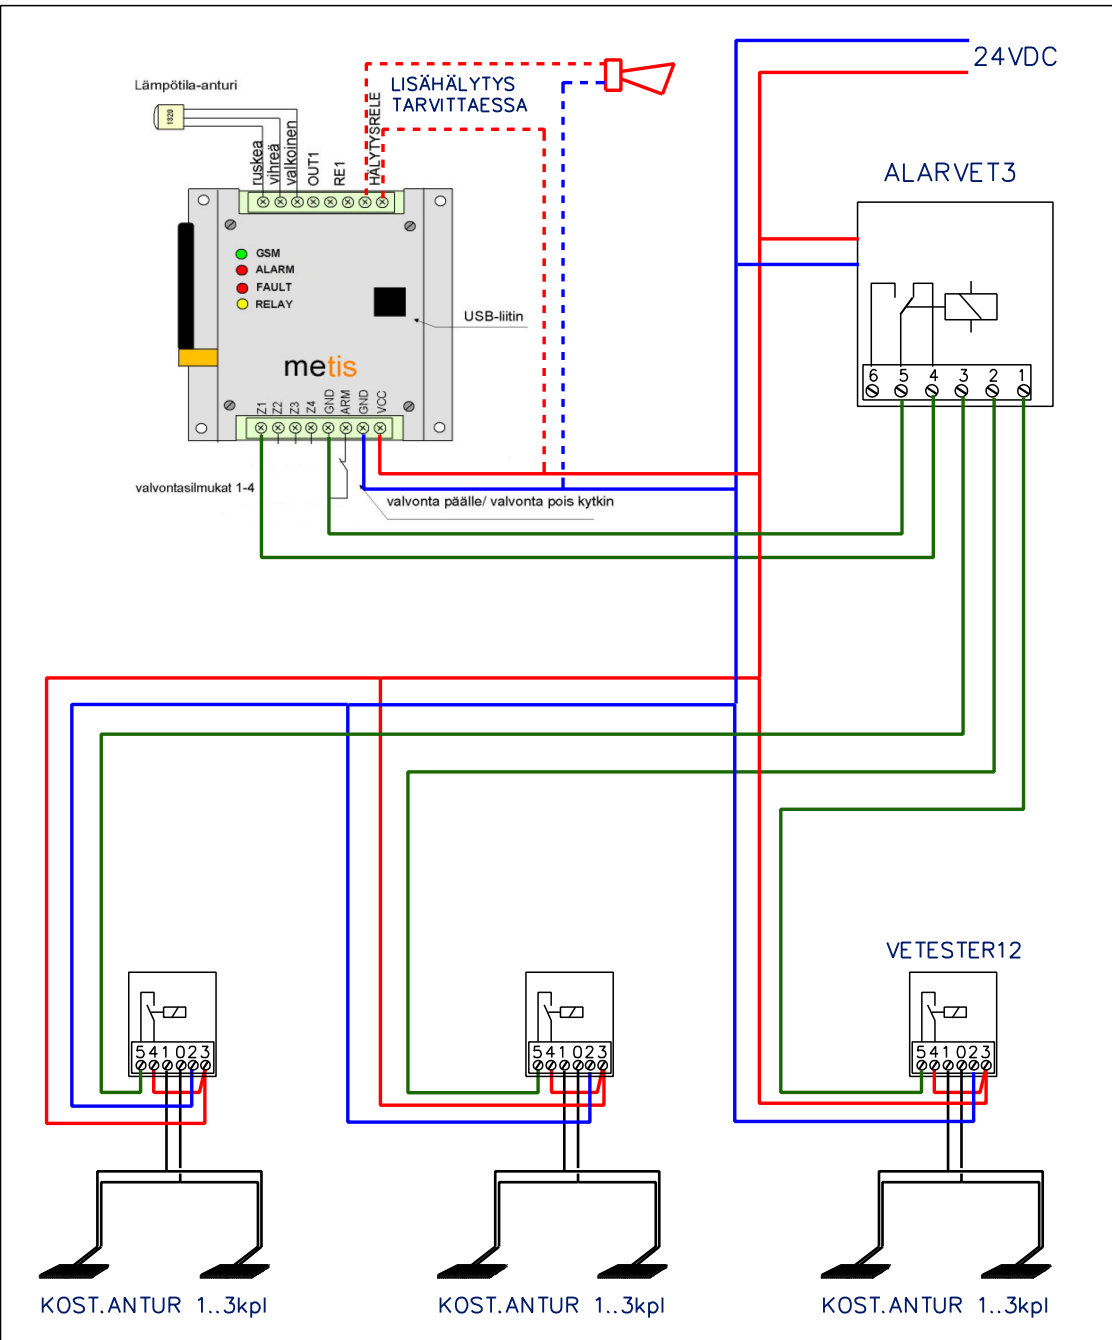 24VDC
Lämpötila-anturi
1820
LISÄHÄLYTYS
TARVITTAESSA
ruskea
vihreä
valkoinen
OUT1
RE1
HÄLYTYSRELE
ALARVET3
GSM
ALARM
FAULT
RELAY
USB-liitin
metis
Z1 Z2 Z3 Z4 GND ARM GND VCC
6 5 4 3 2 1
valvontasilmukat 1-4
valvonta päälle/ valvonta pois kytkin
VETESTER12
5 4 1 0 2 3
5 4 1 0 2 3
5 4 1 0 2 3
KOST.ANTUR 1..3kpl
KOST.ANTUR 1..3kpl
KOST.ANTUR 1..3kpl